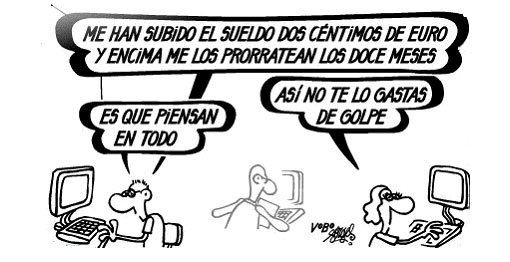 ME HAN SUBIDO EL SUELDO DOS CÉNTIMOS DE EURO
Y ENCIMA ME LOS PRORRATEAN LOS DOCE MESES
ES QUE PIENSAN
EN TODO
ASÍ NO TE LO GASTAS
DE GOLPE
VºBº